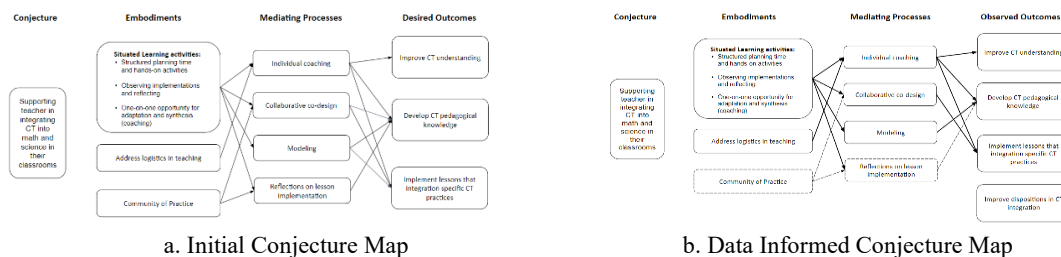 Conjecture
Embodiments
Mediating Processes
Desired Outcomes
Supporting
teacher in
integrating
CT into
math and
science in
their
classrooms
Situated Learning activities:
• Structured planning time
and hands-on activities
• Observing implementations
and reflecting
• One-on-one opportunity for
adaptation and synthesis
(coaching)
Address logistics in teaching
Community of Practice
Individual coaching
Collaborative co-design
Modeling
Reflections on lesson
implementation
Improve CT understanding
Develop CT pedagogical
knowledge
Implement lessons that
integration specific CT
practices
a. Initial Conjecture Map
Conjecture
Embodiments
Mediating Processes
Observed Outcomes
Supporting
teacher in
integrating
CT into
math and
science in
their
classrooms
Situated Learning activities:
• Structured planning time
and hands-on activities
• Observing implementations
and reflecting
• One-on-one opportunity for
adaptation and synthesis
(coaching)
Address logistics in teaching
Community of Practice
Individual coaching
Collaborative co-design
Modeling
Reflections on lesson
implementation
Improve CT understanding
Develop CT pedagogical
knowledge
Implement lessons that
integration specific CT
practices
Improve dispositions in CT
integration
b. Data Informed Conjecture Map